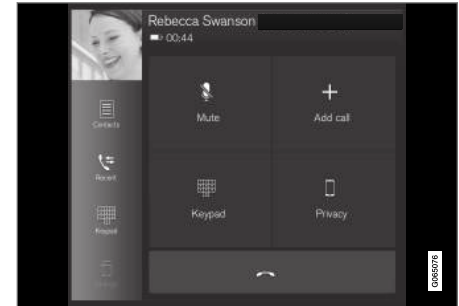 Rebecca Swanson
00:44
Mute
Add call
Contacts
Recent
Keypad
Privacy
Keypad
G065076